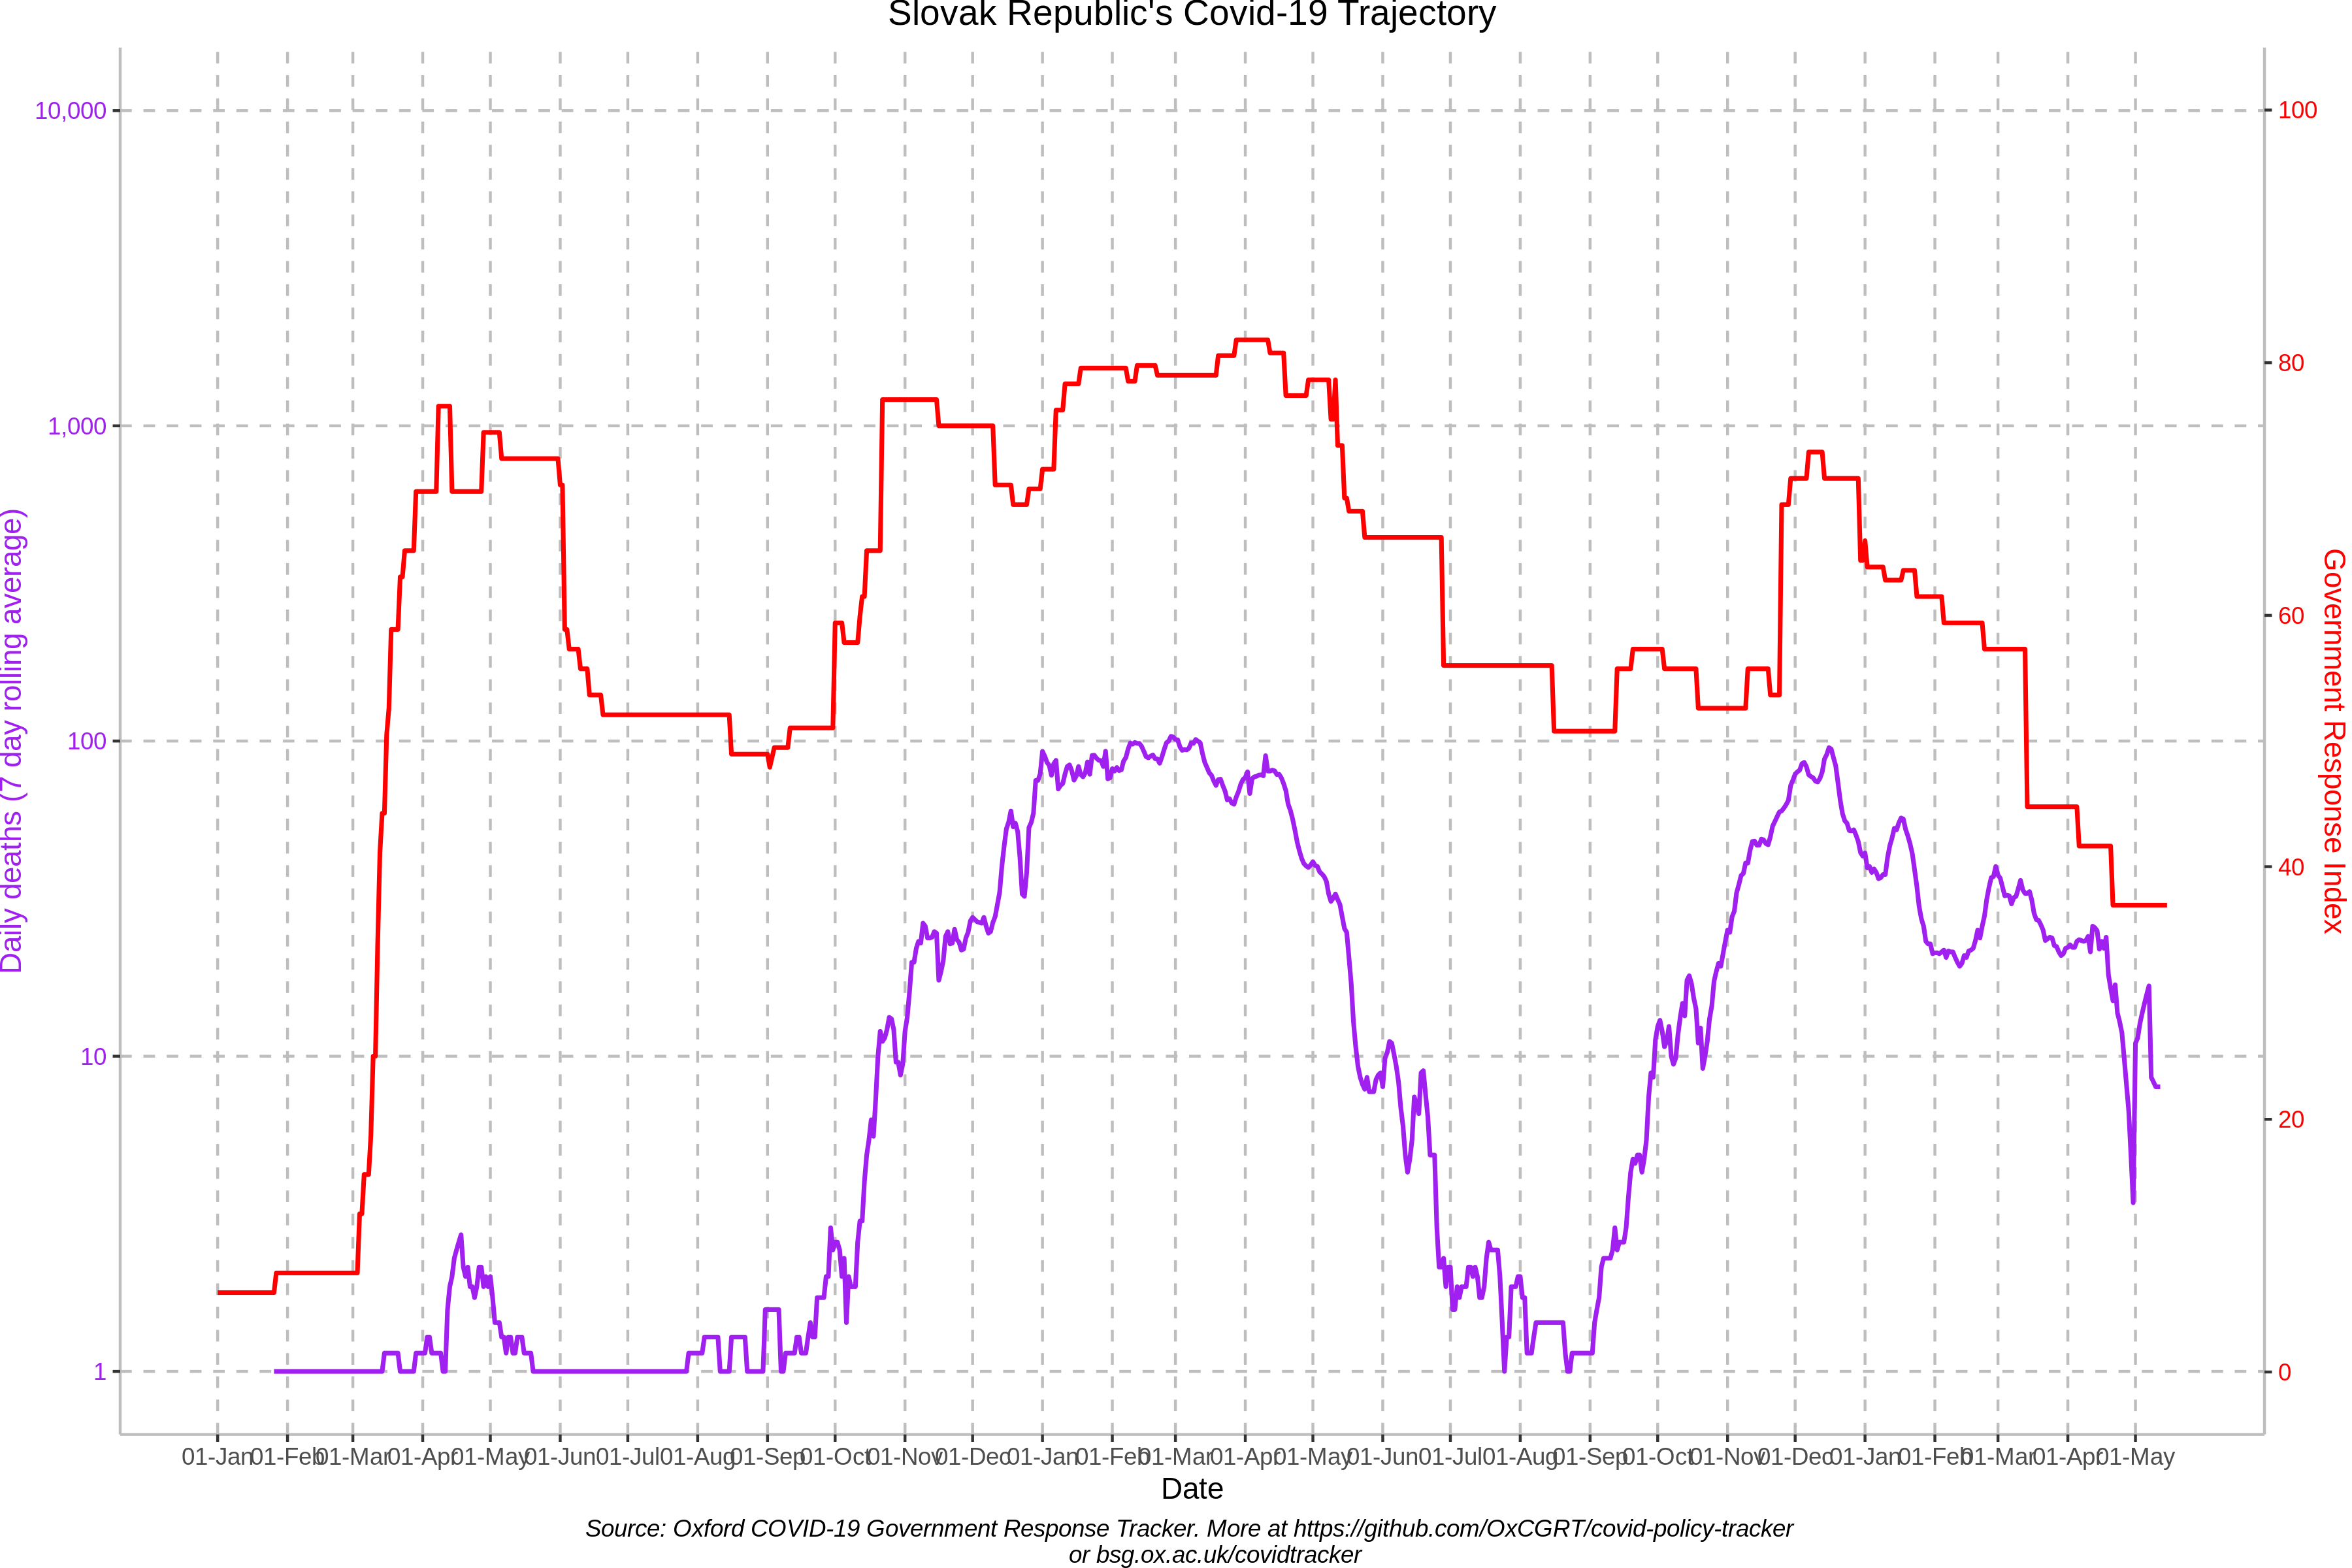 Slovak Republic's Covid-19 Trajectory
10,000
1,000
100
10
1
Daily deaths (7 day rolling average)
100
80
60
40
20
0
Government Response Index
01-Jan 01-Feb 01-Mar 01-Apr 01-May 01-Jun 01-Jul 01-Aug 01-Sep 01-Oct 01-Nov 01-Dec 01-Jan 01-Feb 01-Mar 01-Apr 01-May 01-Jun 01-Jul 01-Aug 01-Sep 01-Oct 01-Nov 01-Dec 01-Jan 01-Feb 01-Mar 01-Apr 01-May
Date
Source: Oxford COVID-19 Government Response Tracker. More at https://github.com/OxCGRT/covid-policy-tracker
or bsg.ox.ac.uk/covidtracker